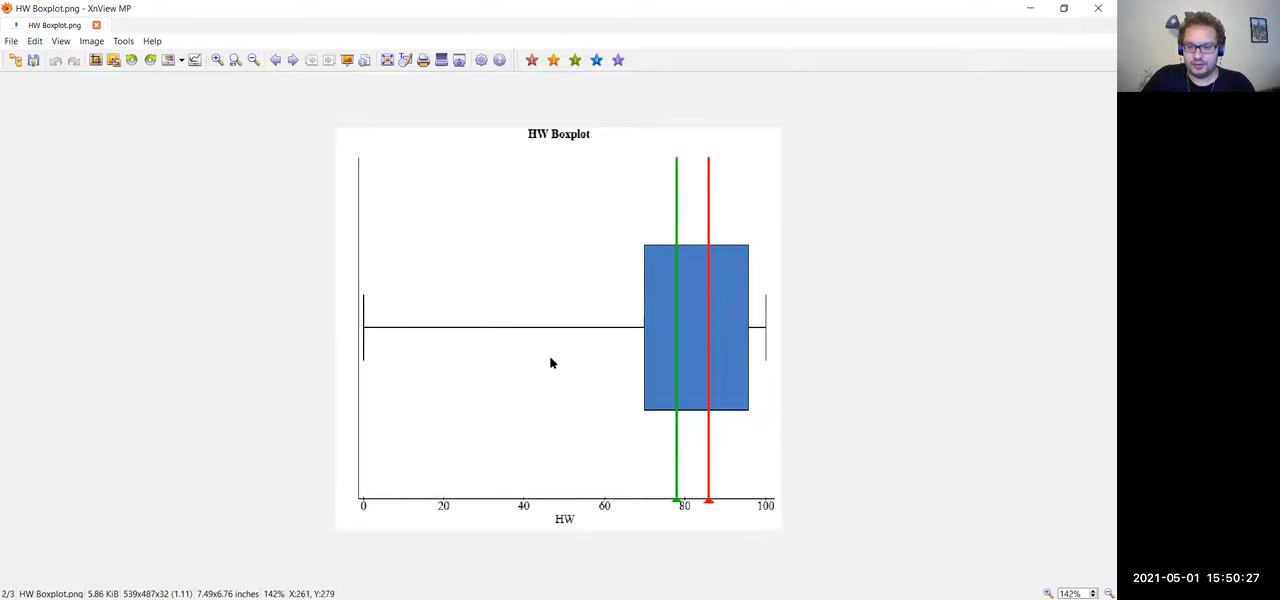 HW Boxplot.png - XnView MP
HW Boxplot.png
File Edit View Image Tools Help
HW Boxplot
0 20 40 60 80 100
HW
2/3 HW Boxplot.png 5.86 KiB 539x487x32 (1.11) 7.49x6.76 inches 142% X:261, Y:279
142%
2021-05-01 15:50:27